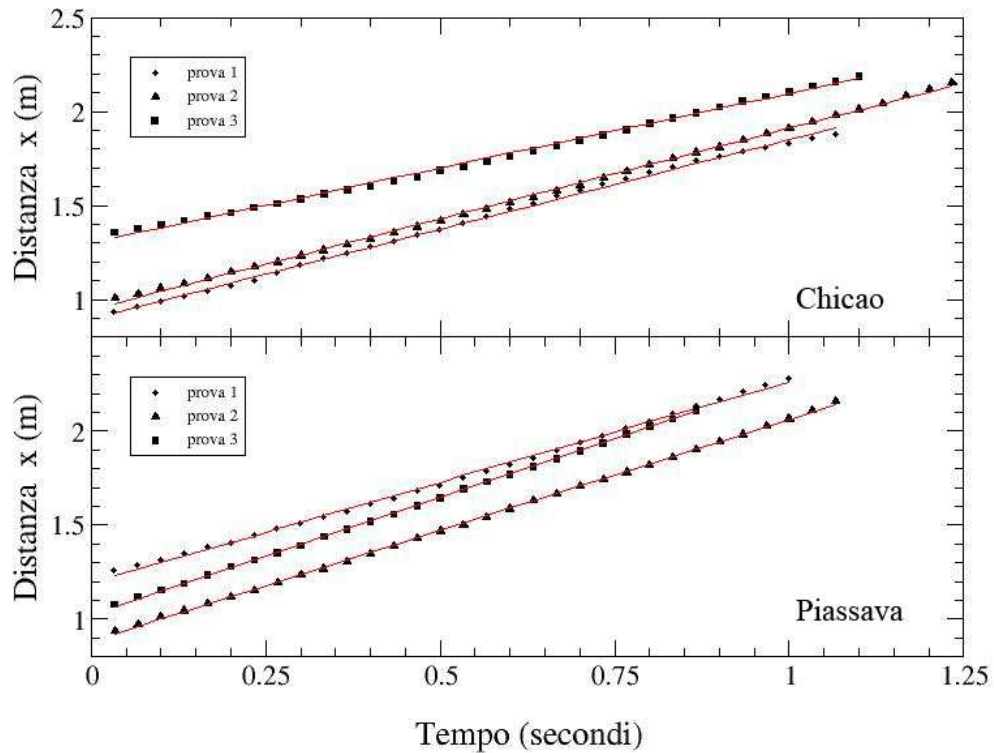 2.5
2
1.5
1
Distanza x (m)
prova 1
prova 2
prova 3
Chicao
2
1.5
1
Distanza x (m)
prova 1
prova 2
prova 3
Piassava
0 0.25 0.5 0.75 1 1.25
Tempo (secondi)